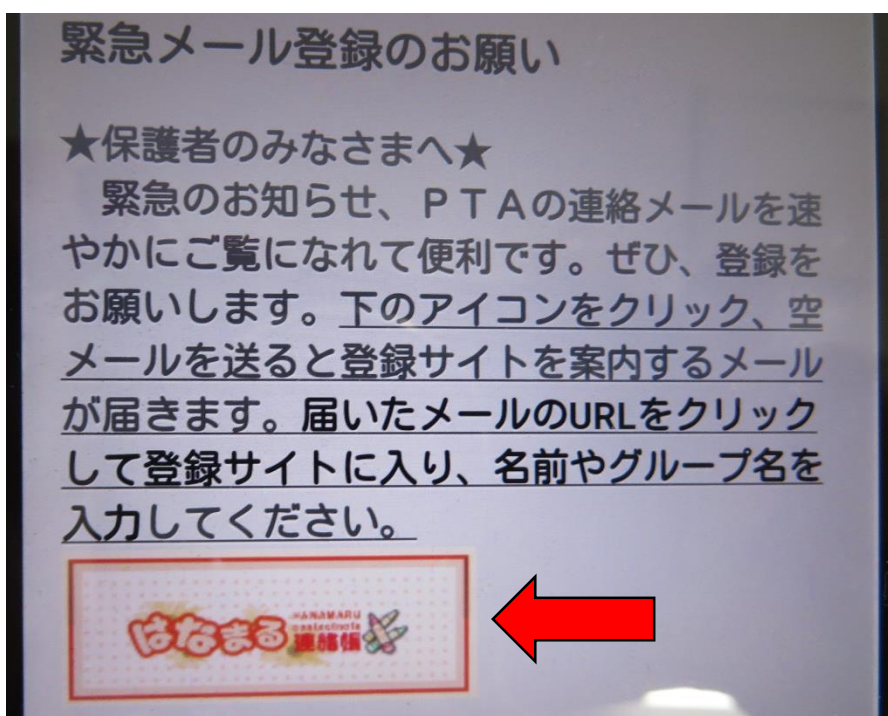 緊急メール登録のお願い
★保護者のみなさまへ★
　緊急のお知らせ、ＰＴＡの連絡メールを速
やかにご覧になれて便利です。ぜひ、登録を
お願いします。下のアイコンをクリック、空
メールを送ると登録サイトを案内するメール
が届きます。届いたメールのURLをクリック
して登録サイトに入り、名前やグループ名を
入力してください。
はなまる
HANAMARU
連絡帳